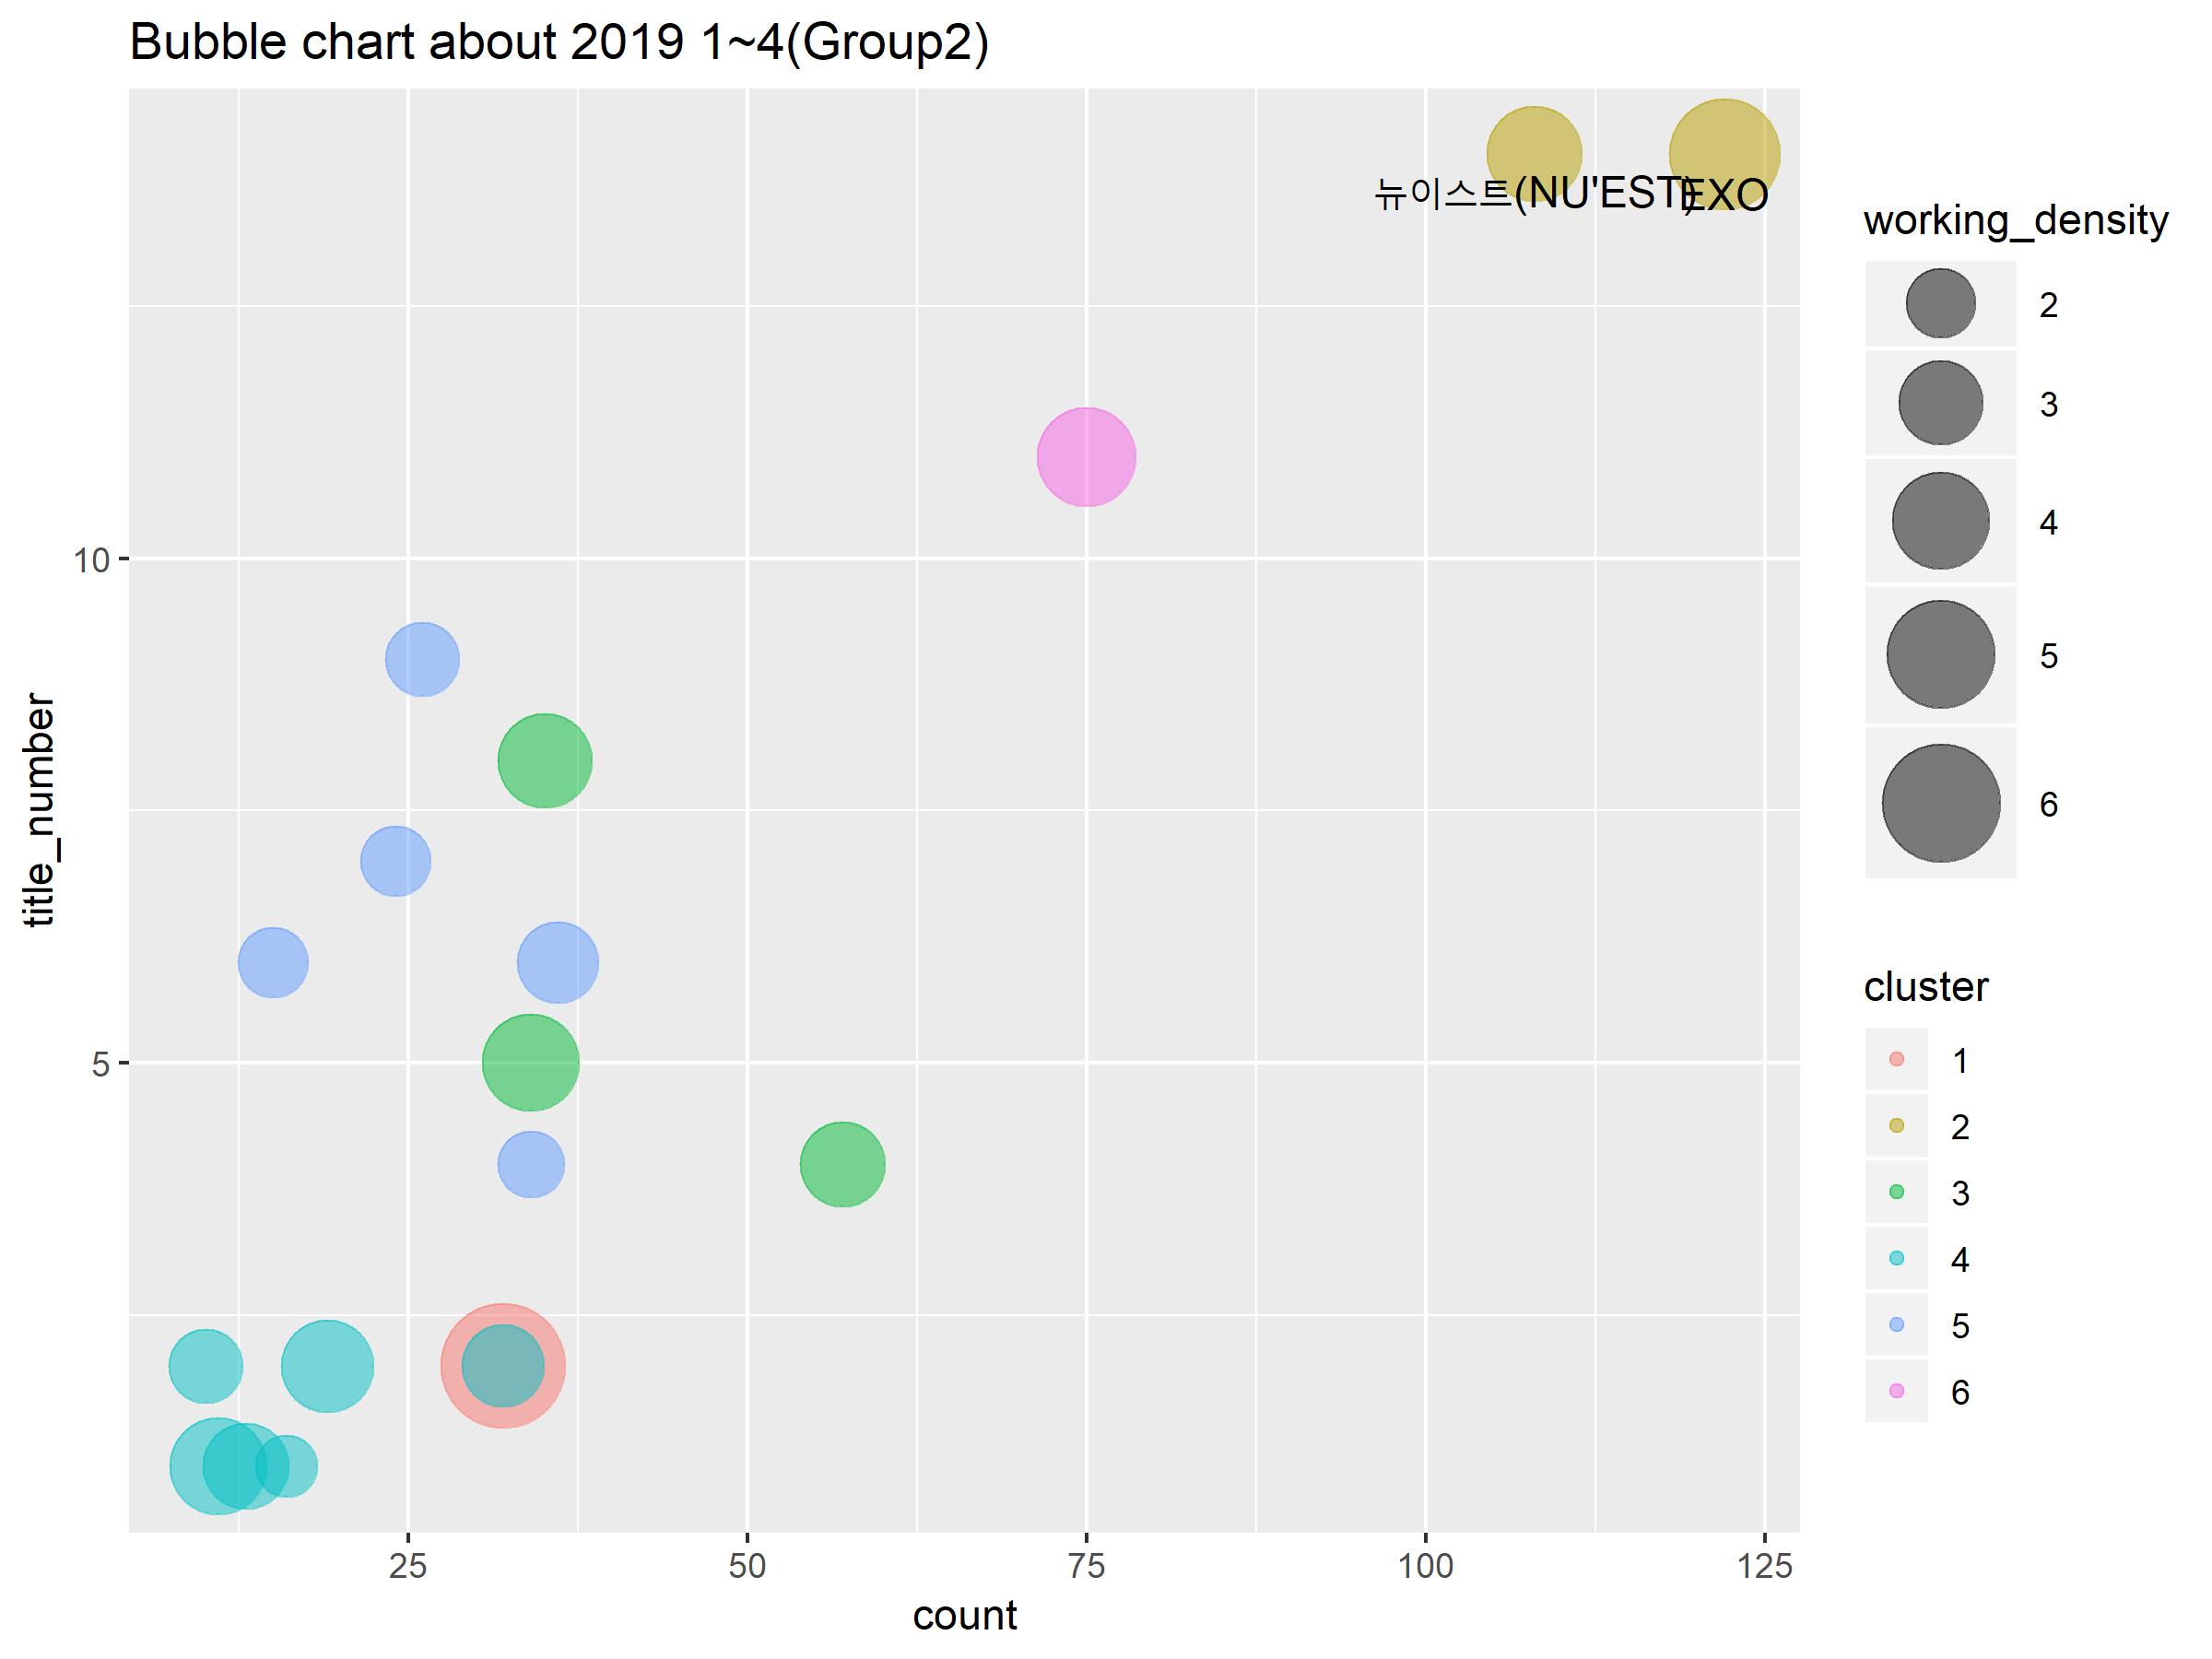 Bubble chart about 2019 1~4(Group2)
뉴이스트(NU'EST)
EXO
title_number
10
5
25
50
75
100
125
count
working_density
2
3
4
5
6
cluster
1
2
3
4
5
6